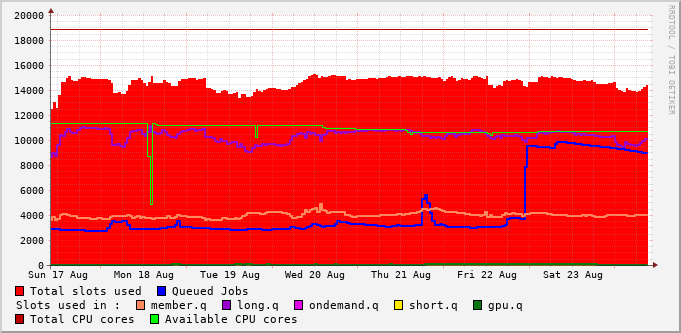 RRDTOOL / TOBI OETIKER
20000
18000
16000
14000
12000
10000
8000
6000
4000
2000
0
Sun 17 Aug Mon 18 Aug Tue 19 Aug Wed 20 Aug Thu 21 Aug Fri 22 Aug Sat 23 Aug
Total slots used Queued Jobs
Slots used in : member.q long.q ondemand.q short.q gpu.q
Total CPU cores Available CPU cores